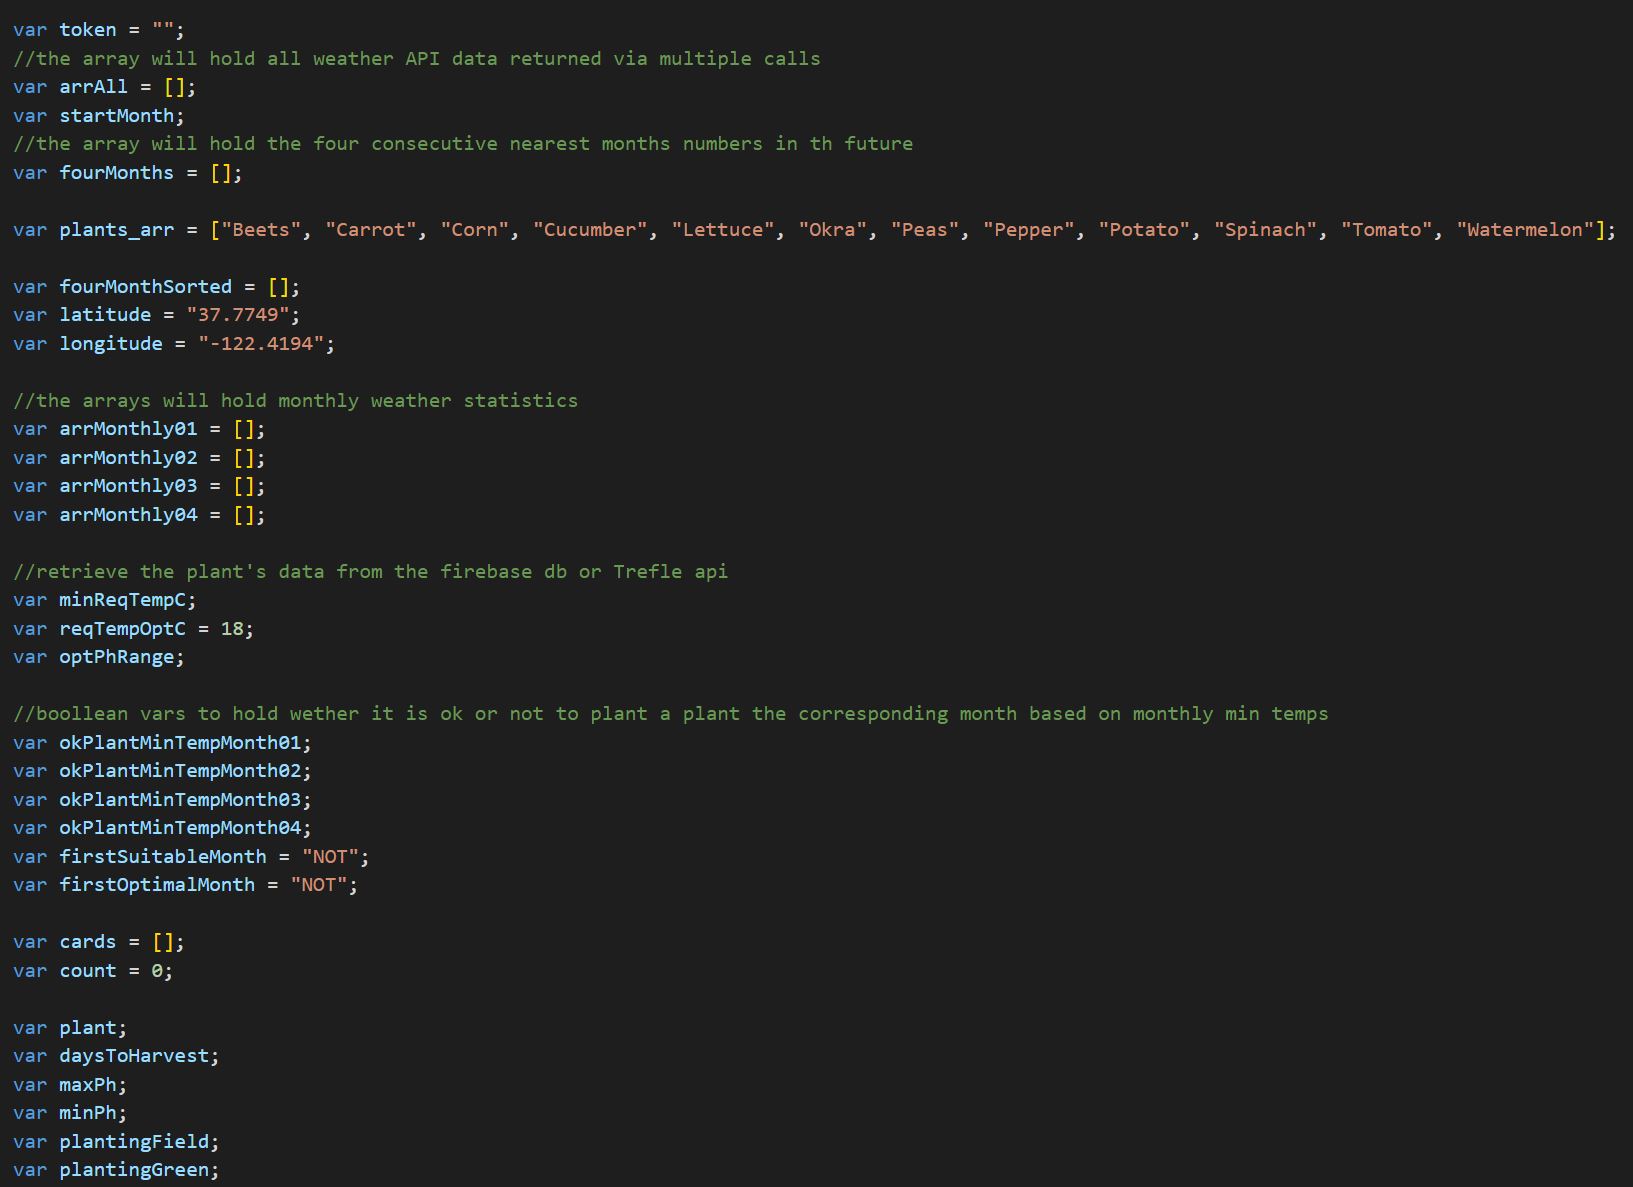 var token = "";
//the array will hold all weather API data returned via multiple calls
var arrAll = [];
var startMonth;
//the array will hold the four consecutive nearest months numbers in th future
var fourMonths = [];
var plants_arr = ["Beets", "Carrot", "Corn", "Cucumber", "Lettuce", "Okra", "Peas", "Pepper", "Potato", "Spinach", "Tomato", "Watermelon"];
var fourMonthSorted = [];
var latitude = "37.7749";
var longitude = "-122.4194";
//the arrays will hold monthly weather statistics
var arrMonthly01 = [];
var arrMonthly02 = [];
var arrMonthly03 = [];
var arrMonthly04 = [];
//retrieve the plant's data from the firebase db or Trefle api
var minReqTempC;
var reqTempOptC = 18;
var optPhRange;
//boollean vars to hold wether it is ok or not to plant a plant the corresponding month based on monthly min temps
var okPlantMinTempMonth01;
var okPlantMinTempMonth02;
var okPlantMinTempMonth03;
var okPlantMinTempMonth04;
var firstSuitableMonth = "NOT";
var firstOptimalMonth = "NOT";
var cards = [];
var count = 0;
var plant;
var daysToHarvest;
var maxPh;
var minPh;
var plantingField;
var plantingGreen;